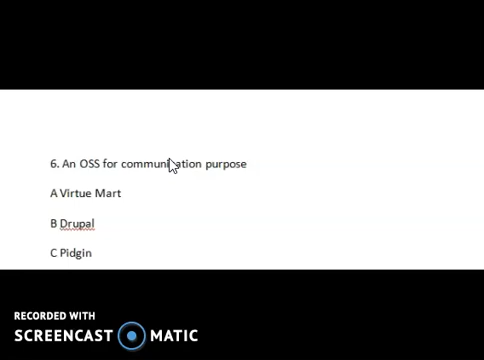 6. An OSS for communication purpose
A Virtue Mart
B Drupal
C Pidgin
RECORDED WITH
SCREENCAST MATIC